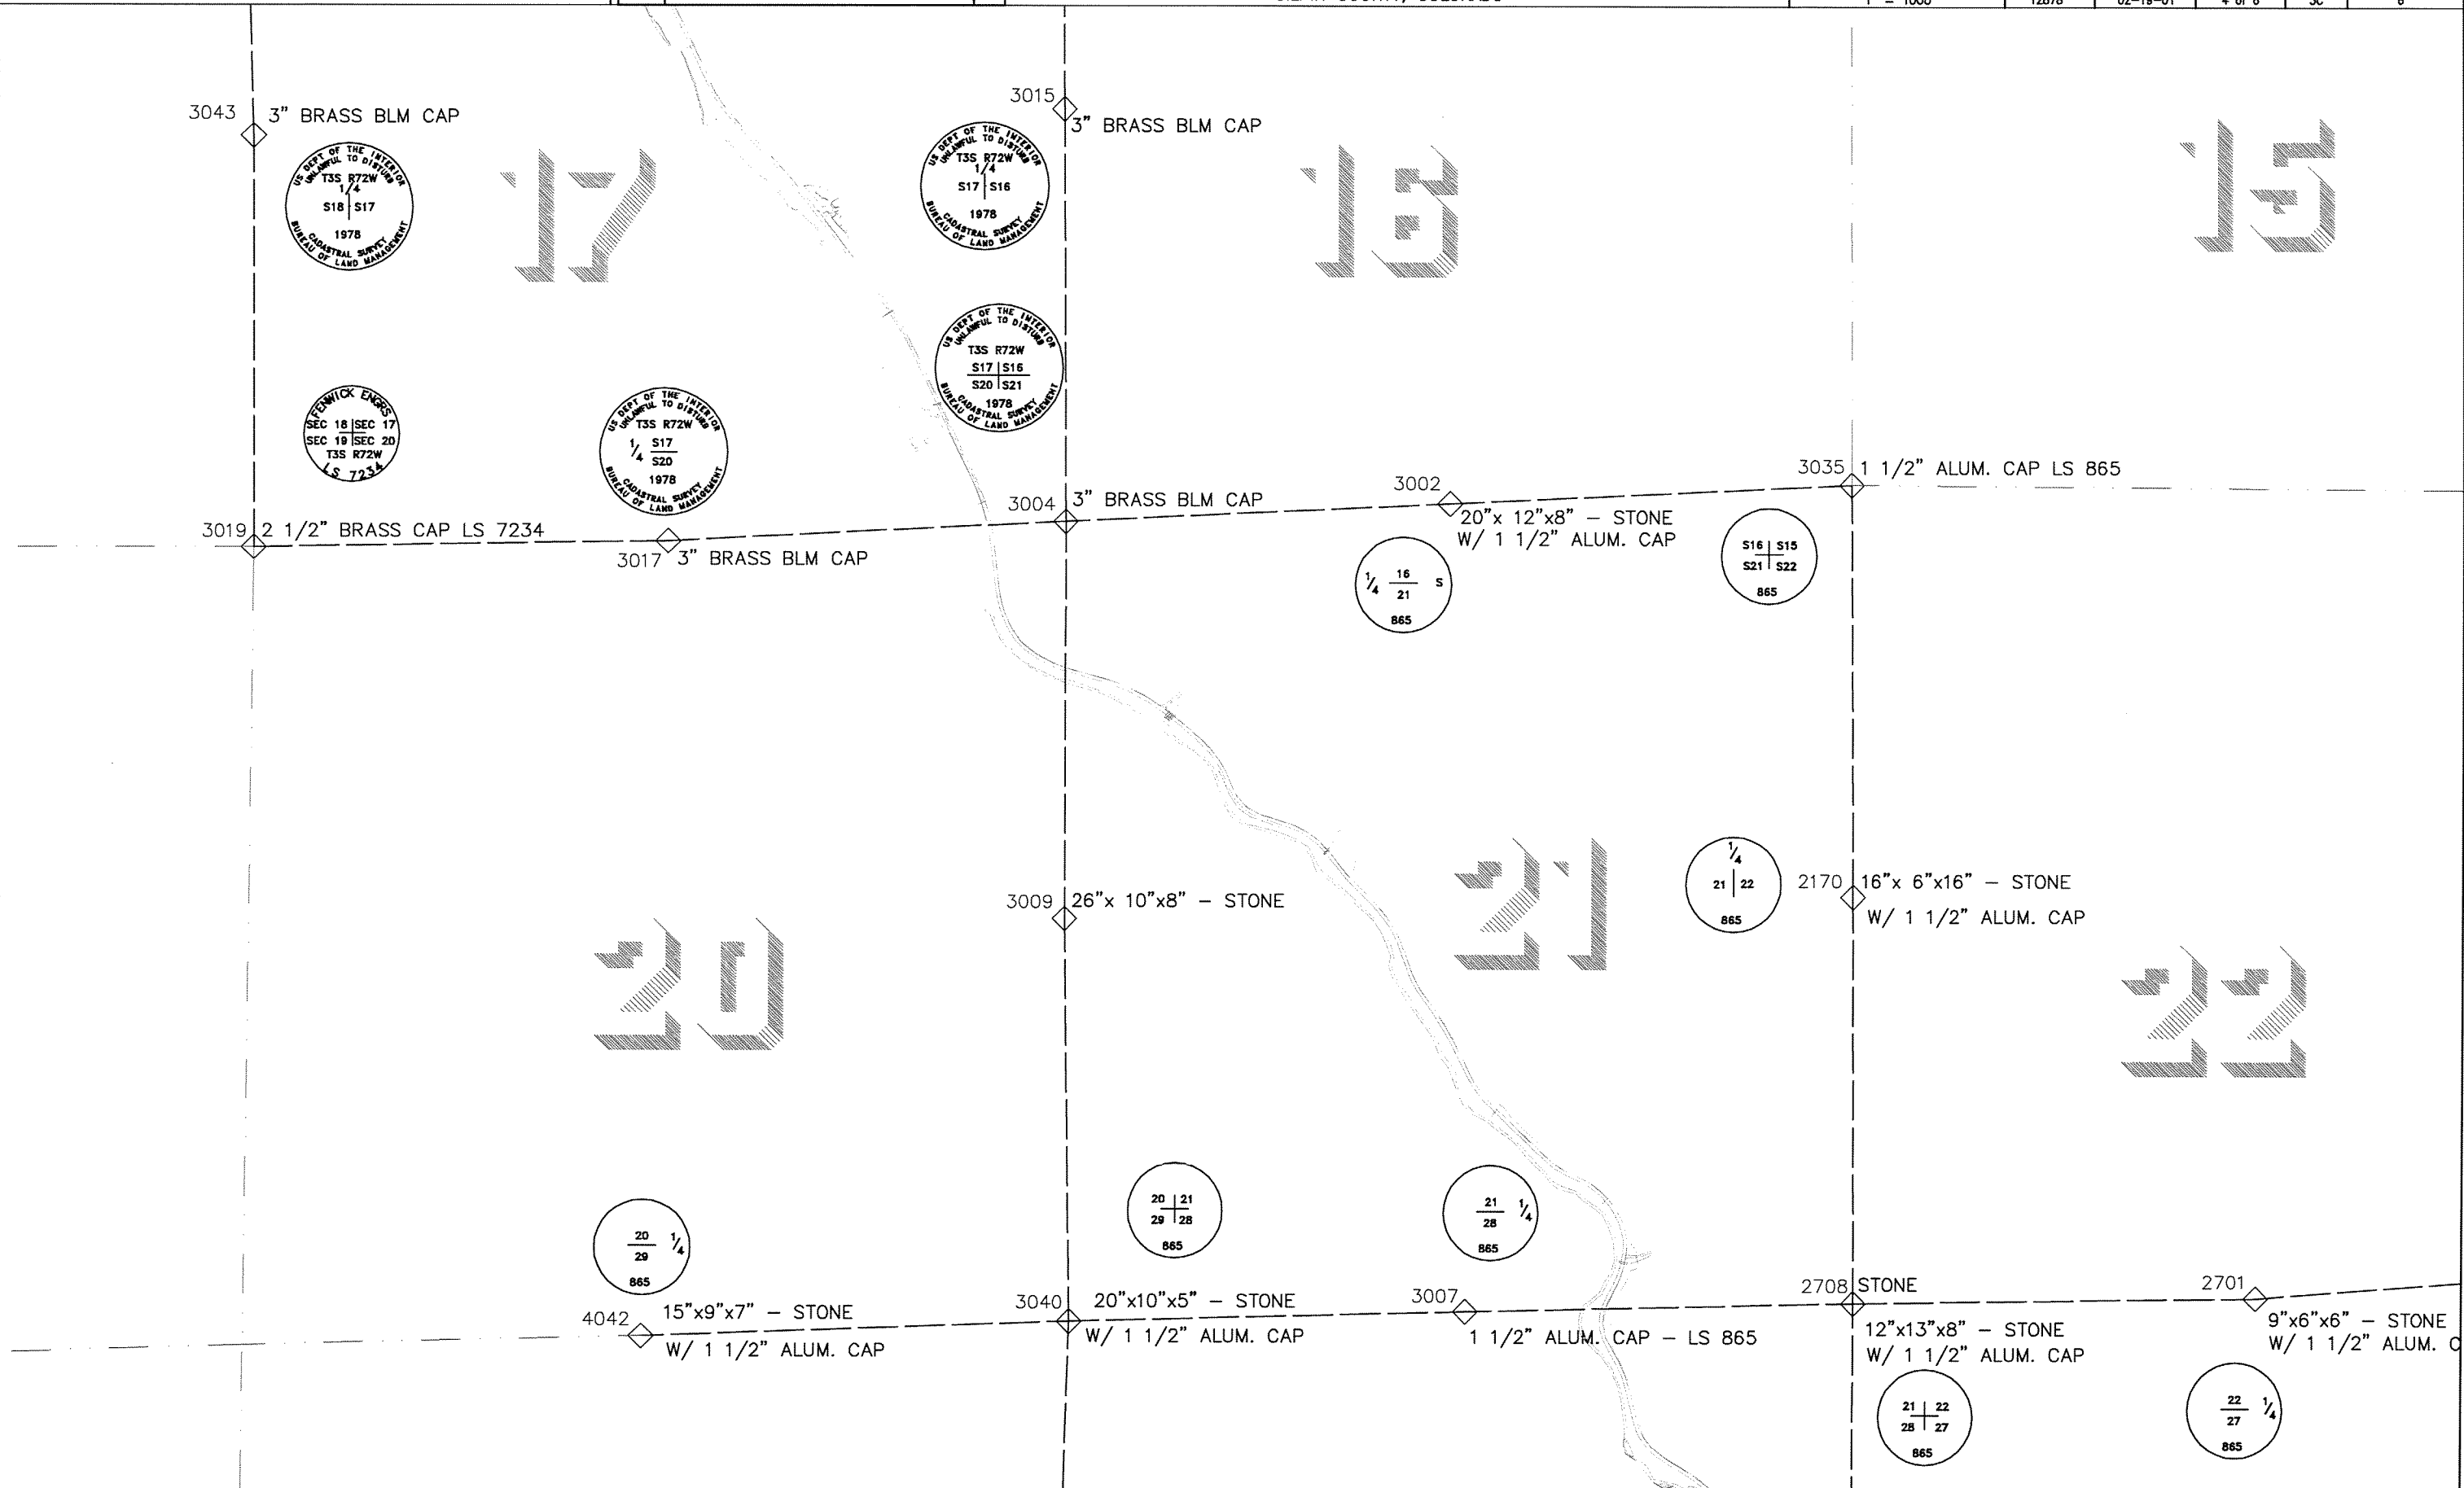 1" = 1000' 12878 02-19-01 4 of 6 SC 6
3043
3" BRASS BLM CAP
US DEPT OF THE INTERIOR
UNLAWFUL TO DISTURB
T3S R72W
1/4
S18 S17
1978
CADASTRAL SURVEY
BUREAU OF LAND MANAGEMENT
17
3015
3" BRASS BLM CAP
US DEPT OF THE INTERIOR
UNLAWFUL TO DISTURB
T3S R72W
1/4
S17 S16
1978
CADASTRAL SURVEY
BUREAU OF LAND MANAGEMENT
16
15
US DEPT OF THE INTERIOR
UNLAWFUL TO DISTURB
T3S R72W
S17 S16
S20 S21
1978
CADASTRAL SURVEY
BUREAU OF LAND MANAGEMENT
FENWICK ENGRS
SEC 18 SEC 17
SEC 19 SEC 20
T3S R72W
LS 7234
US DEPT OF THE INTERIOR
UNLAWFUL TO DISTURB
T3S R72W
1/4 S17
S20
1978
CADASTRAL SURVEY
BUREAU OF LAND MANAGEMENT
3019 2 1/2" BRASS CAP LS 7234
3017 3" BRASS BLM CAP
3004 3" BRASS BLM CAP
3002
20"x 12"x8" – STONE
W/ 1 1/2" ALUM. CAP
3035 1 1/2" ALUM. CAP LS 865
1/4 16 S
21
865
S16 S15
S21 S22
865
3009 26"x 10"x8" – STONE
21
1/4
21 22
865
2170 16"x 6"x16" – STONE
W/ 1 1/2" ALUM. CAP
20
22
20 1/4
29
865
20 21
29 28
865
21 1/4
28
865
4042 15"x9"x7" – STONE
W/ 1 1/2" ALUM. CAP
3040 20"x10"x5" – STONE
W/ 1 1/2" ALUM. CAP
3007
1 1/2" ALUM. CAP – LS 865
2708 STONE
12"x13"x8" – STONE
W/ 1 1/2" ALUM. CAP
2701
9"x6"x6" – STONE
W/ 1 1/2" ALUM. C
21 22
28 27
865
22 1/4
27
865